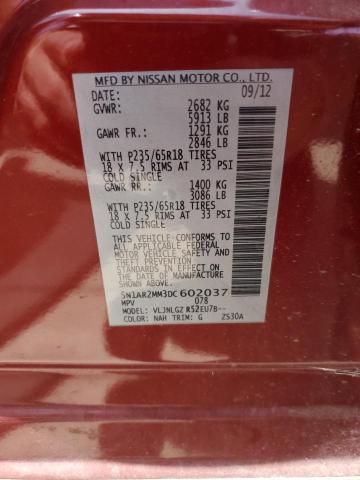 MFD BY NISSAN MOTOR CO., LTD.
DATE: 09/12
GVWR: 2682 KG
5913 LB
GAWR FR: 1291 KG
2846 LB
WITH P235/65R18 TIRES
18 X 7.5 RIMS AT 33 PSI
COLD SINGLE
GAWR RR: 1400 KG
3086 LB
WITH P235/65R18 TIRES
18 X 7.5 RIMS AT 33 PSI
COLD SINGLE
THIS VEHICLE CONFORMS TO
ALL APPLICABLE FEDERAL
MOTOR VEHICLE SAFETY
STANDARDS IN EFFECT ON
THE DATE OF MANUFACTURE
SHOWN ABOVE.
5N1AR2MM3DC602037
MPV 078
MODEL: VLJNLGZ R52EU7B--
COLOR: NAH TRIM: G ZS30A